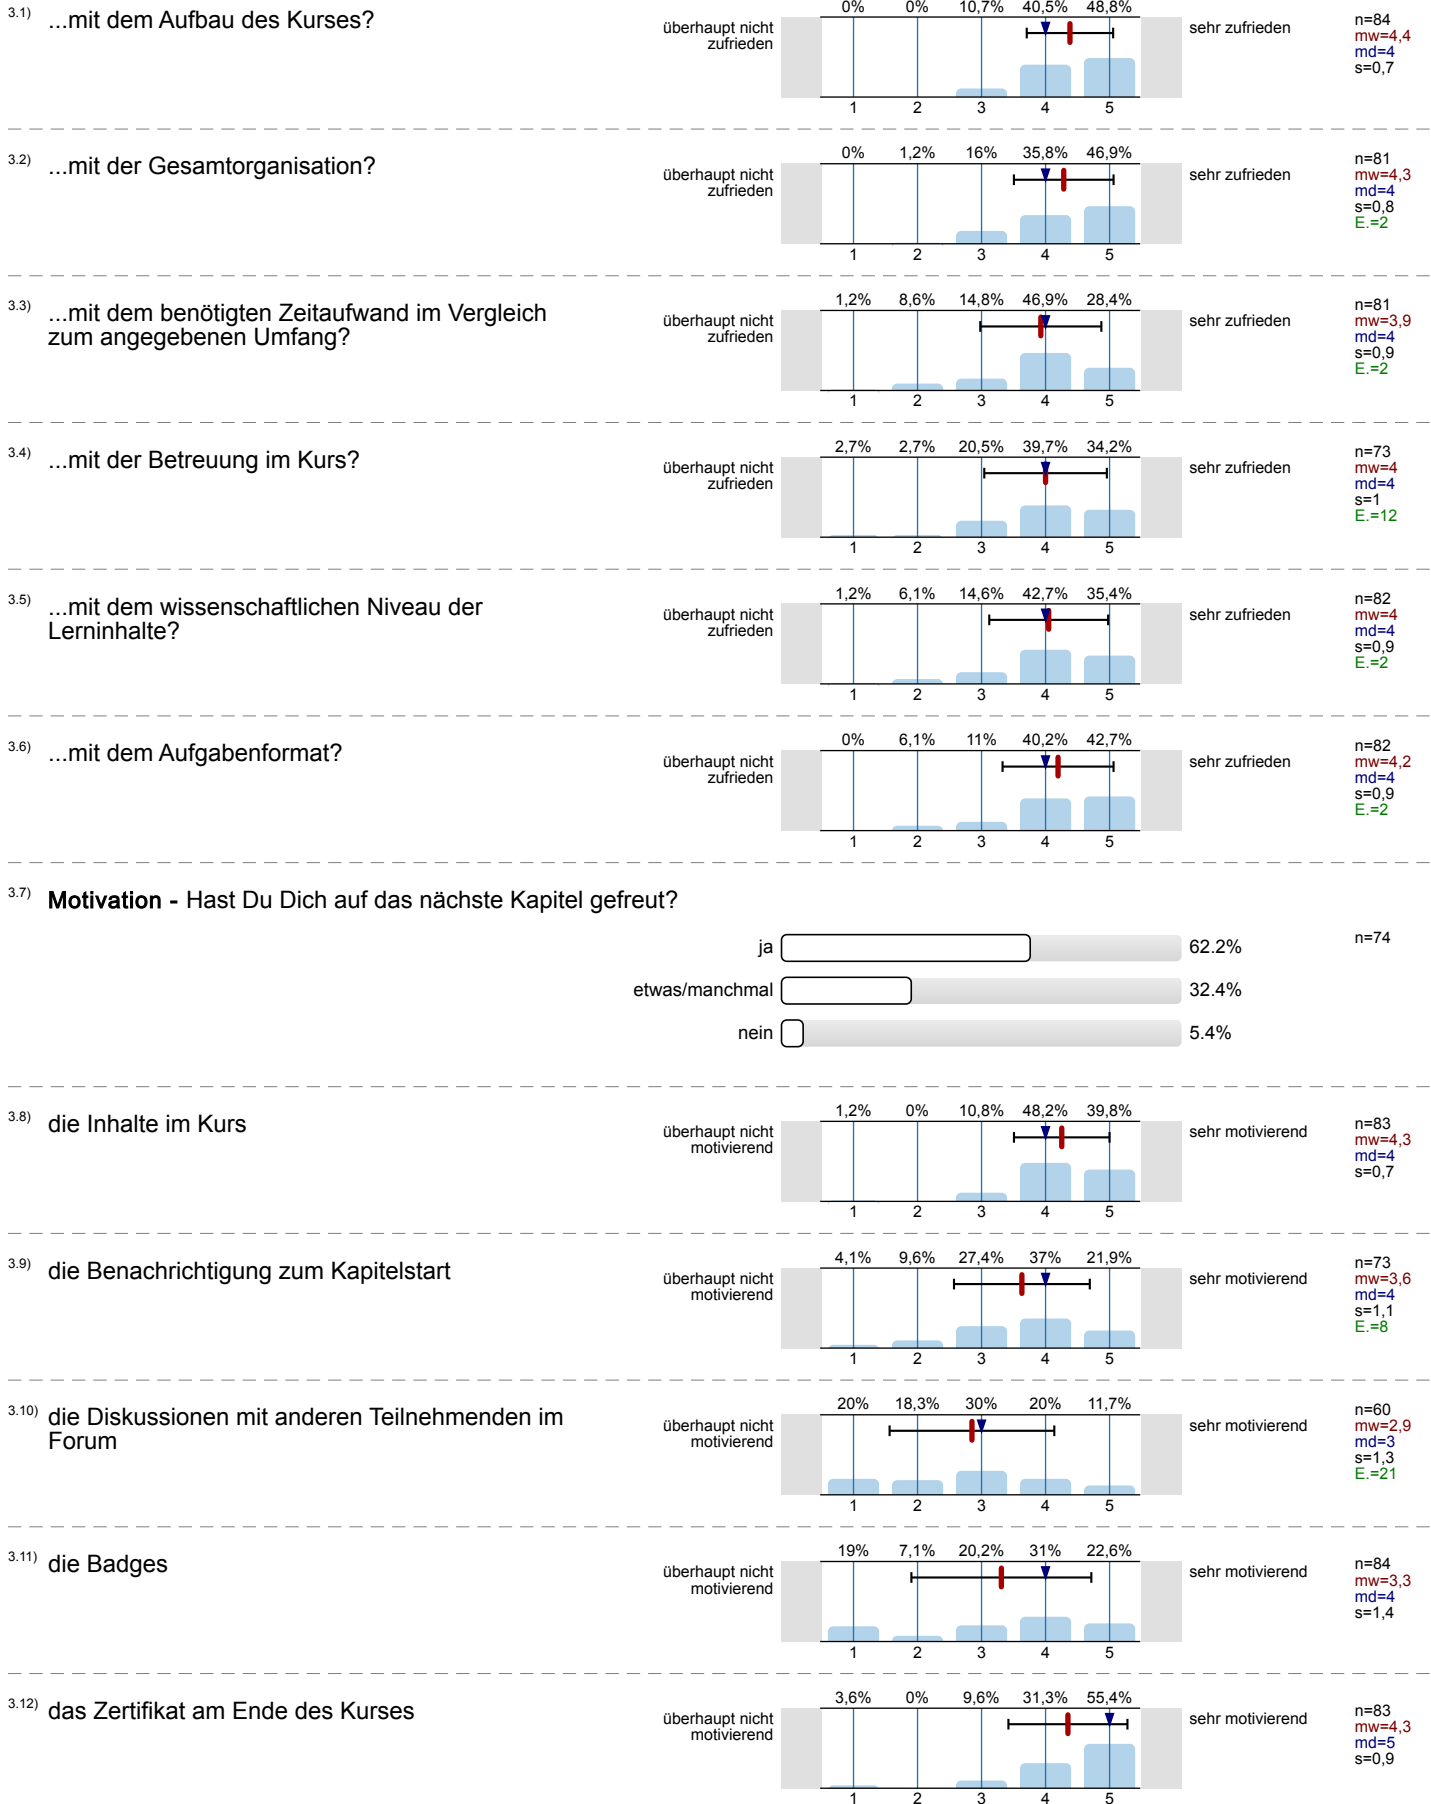 3.1) ...mit dem Aufbau des Kurses?
überhaupt nicht
zufrieden
0% 0% 10,7% 40,5% 48,8%
1 2 3 4 5
sehr zufrieden
n=84
mw=4,4
md=4
s=0,7
3.2) ...mit der Gesamtorganisation?
überhaupt nicht
zufrieden
0% 1,2% 16% 35,8% 46,9%
1 2 3 4 5
sehr zufrieden
n=81
mw=4,3
md=4
s=0,8
E.=2
3.3) ...mit dem benötigten Zeitaufwand im Vergleich
zum angegebenen Umfang?
überhaupt nicht
zufrieden
1,2% 8,6% 14,8% 46,9% 28,4%
1 2 3 4 5
sehr zufrieden
n=81
mw=3,9
md=4
s=0,9
E.=2
3.4) ...mit der Betreuung im Kurs?
überhaupt nicht
zufrieden
2,7% 2,7% 20,5% 39,7% 34,2%
1 2 3 4 5
sehr zufrieden
n=73
mw=4
md=4
s=1
E.=12
3.5) ...mit dem wissenschaftlichen Niveau der
Lerninhalte?
überhaupt nicht
zufrieden
1,2% 6,1% 14,6% 42,7% 35,4%
1 2 3 4 5
sehr zufrieden
n=82
mw=4
md=4
s=0,9
E.=2
3.6) ...mit dem Aufgabenformat?
überhaupt nicht
zufrieden
0% 6,1% 11% 40,2% 42,7%
1 2 3 4 5
sehr zufrieden
n=82
mw=4,2
md=4
s=0,9
E.=2
3.7) Motivation - Hast Du Dich auf das nächste Kapitel gefreut?
ja 62.2%
n=74
etwas/manchmal 32.4%
nein 5.4%
3.8) die Inhalte im Kurs
überhaupt nicht
motivierend
1,2% 0% 10,8% 48,2% 39,8%
1 2 3 4 5
sehr motivierend
n=83
mw=4,3
md=4
s=0,7
3.9) die Benachrichtigung zum Kapitelstart
überhaupt nicht
motivierend
4,1% 9,6% 27,4% 37% 21,9%
1 2 3 4 5
sehr motivierend
n=73
mw=3,6
md=4
s=1,1
E.=8
3.10) die Diskussionen mit anderen Teilnehmenden im
Forum
überhaupt nicht
motivierend
20% 18,3% 30% 20% 11,7%
1 2 3 4 5
sehr motivierend
n=60
mw=2,9
md=3
s=1,3
E.=21
3.11) die Badges
überhaupt nicht
motivierend
19% 7,1% 20,2% 31% 22,6%
1 2 3 4 5
sehr motivierend
n=84
mw=3,3
md=4
s=1,4
3.12) das Zertifikat am Ende des Kurses
überhaupt nicht
motivierend
3,6% 0% 9,6% 31,3% 55,4%
1 2 3 4 5
sehr motivierend
n=83
mw=4,3
md=5
s=0,9